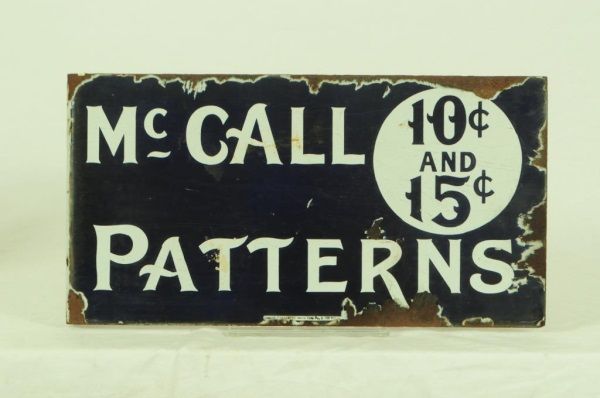 McCALL
10¢
AND
15¢
PATTERNS